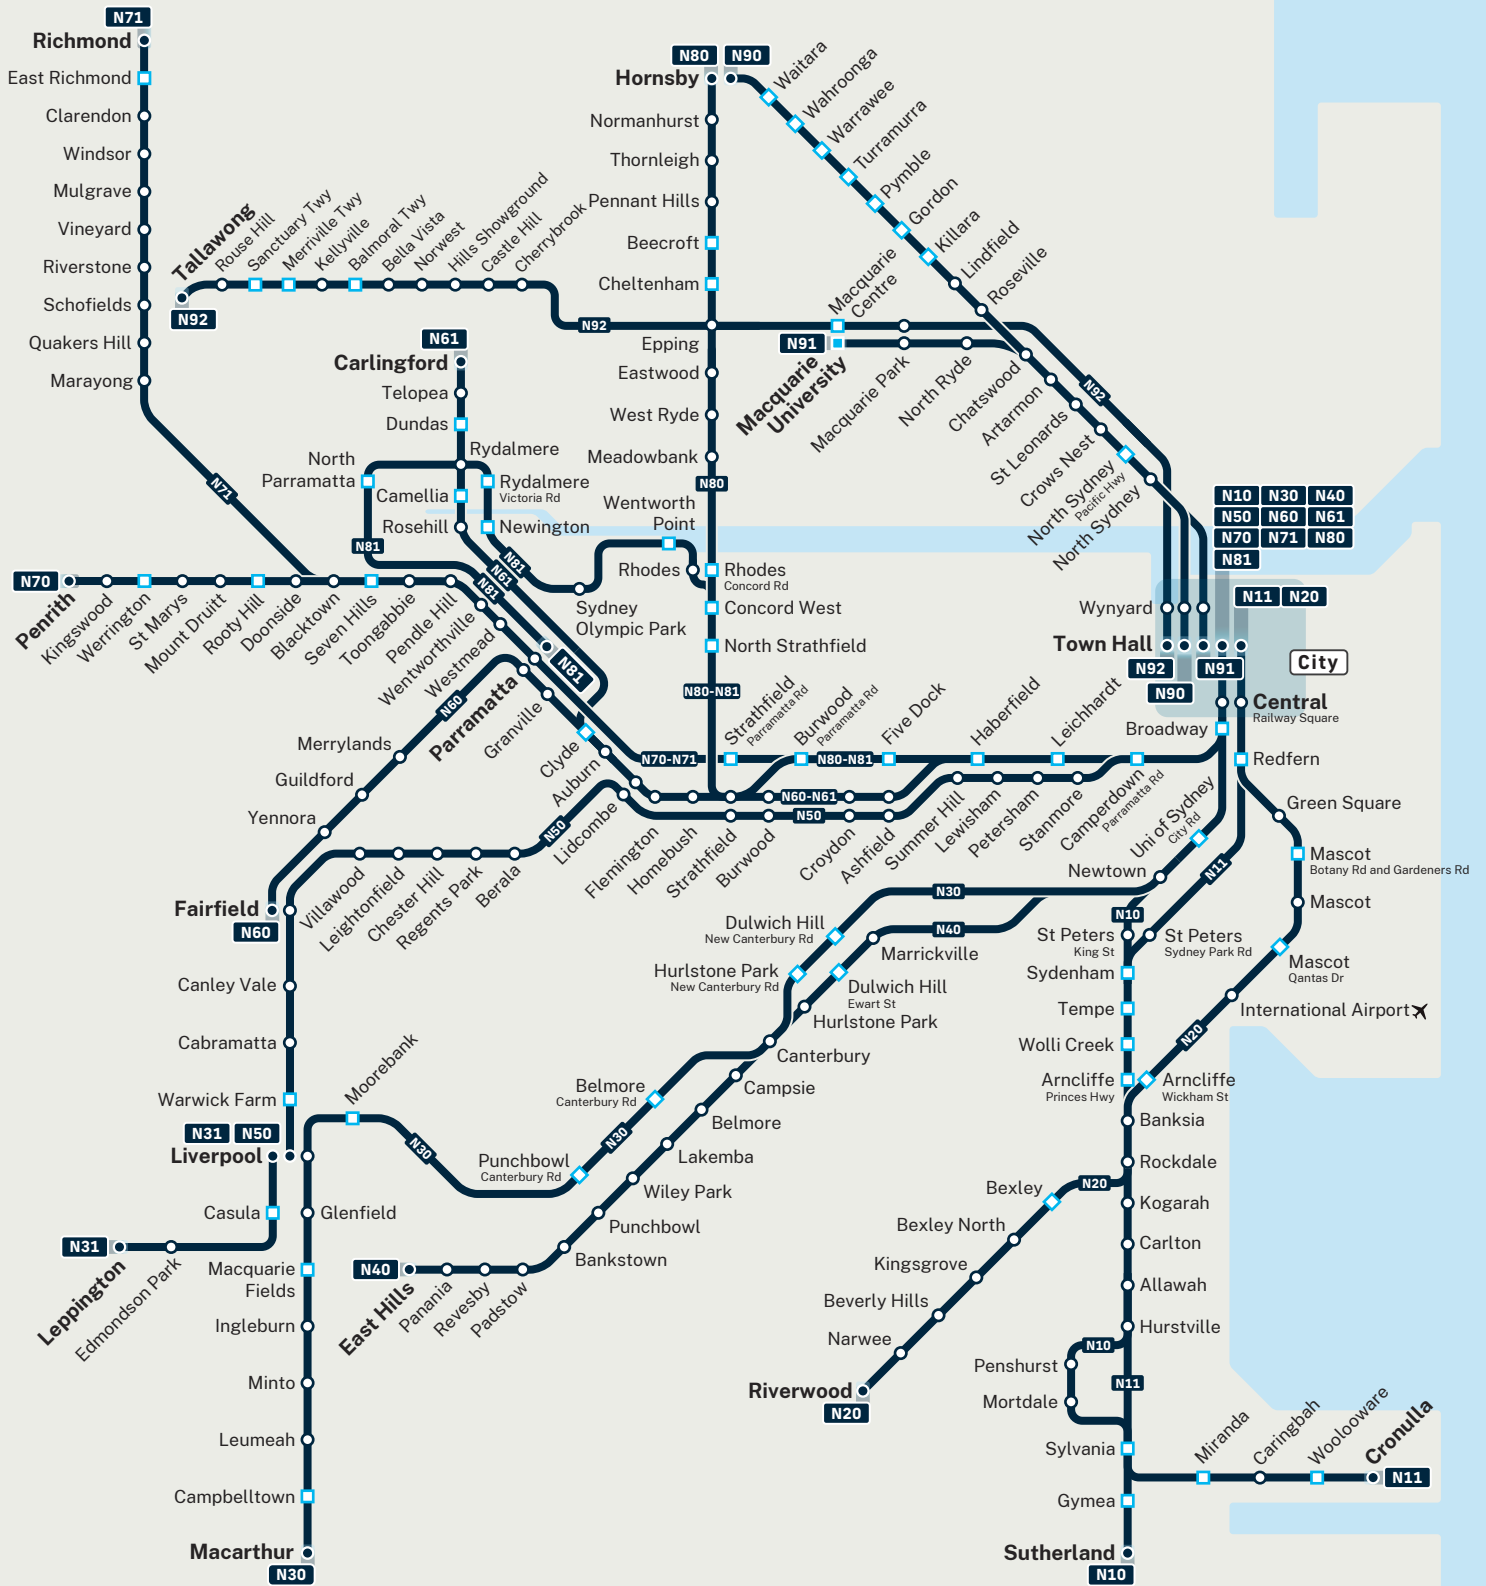 N71
Richmond
East Richmond
Clarendon
Windsor
Mulgrave
Vineyard
Riverstone
Schofields
Quakers Hill
Marayong
N71
Tallawong
N92
Rouse Hill
Sanctuary Twy
Merriville Twy
Kellyville
Balmoral Twy
Bella Vista
Norwest
Hills Showground
Castle Hill
Cherrybrook
N92
N80
N90
Hornsby
Normanhurst
Thornleigh
Pennant Hills
Beecroft
Cheltenham
Epping
Eastwood
West Ryde
Meadowbank
N80
Waitara
Wahroonga
Warrawee
Turramurra
Pymble
Gordon
Killara
Lindfield
Roseville
Macquarie
Centre
N91
Macquarie
University
Macquarie Park
North Ryde
Chatswood
Artarmon
St Leonards
Crows Nest
North Sydney
Pacific Hwy
North Sydney
N92
N61
Carlingford
Telopea
Dundas
Rydalmere
North
Parramatta
Camellia
Rosehill
Rydalmere
Victoria Rd
Newington
N81
N81
N61
N81
Wentworth
Point
Rhodes
Rhodes
Concord Rd
Concord West
North Strathfield
Sydney
Olympic Park
N80-N81
N81
N10 N30 N40
N50 N60 N61
N70 N71 N80
N81
N11 N20
Wynyard
Town Hall
N92
N91
N90
City
Central
Railway Square
Broadway
Redfern
N70
Penrith
Kingswood
Werrington
St Marys
Mount Druitt
Rooty Hill
Doonside
Blacktown
Seven Hills
Toongabbie
Pendle Hill
Wentworthville
Westmead
Parramatta
Granville
Clyde
Auburn
Lidcombe
Flemington
Homebush
Strathfield
Burwood
Croydon
Ashfield
Summer Hill
Lewisham
Petersham
Stanmore
Camperdown
Parramatta Rd
N70-N71
Strathfield
Parramatta Rd
Burwood
Parramatta Rd
N80-N81
Five Dock
Haberfield
Leichhardt
N60-N61
N50
N60
Merrylands
Guildford
Yennora
Fairfield
N60
N50
Villawood
Leightonfield
Chester Hill
Regents Park
Berala
Canley Vale
Cabramatta
Warwick Farm
N31 N50
Liverpool
Casula
N31
Leppington
Edmondson Park
Moorebank
Glenfield
Macquarie
Fields
Ingleburn
Minto
Leumeah
Campbelltown
Macarthur
N30
N30
Punchbowl
Canterbury Rd
N30
Belmore
Canterbury Rd
Hurlstone Park
New Canterbury Rd
Dulwich Hill
New Canterbury Rd
N30
N40
Marrickville
Dulwich Hill
Ewart St
Hurlstone Park
Canterbury
Campsie
Belmore
Lakemba
Wiley Park
Punchbowl
Bankstown
N40
East Hills
Panania
Revesby
Padstow
Uni of Sydney
City Rd
Newtown
N10
N11
St Peters
King St
St Peters
Sydney Park Rd
Sydenham
Tempe
Wolli Creek
Arncliffe
Princes Hwy
Green Square
Mascot
Botany Rd and Gardeners Rd
Mascot
Mascot
Qantas Dr
International Airport
N20
Arncliffe
Wickham St
Banksia
Rockdale
Kogarah
Carlton
Allawah
Hurstville
N20
Bexley
Bexley North
Kingsgrove
Beverly Hills
Narwee
Riverwood
N20
N10
Penshurst
Mortdale
N11
Sylvania
Gymea
Sutherland
N10
Miranda
Caringbah
Woolooware
Cronulla
N11